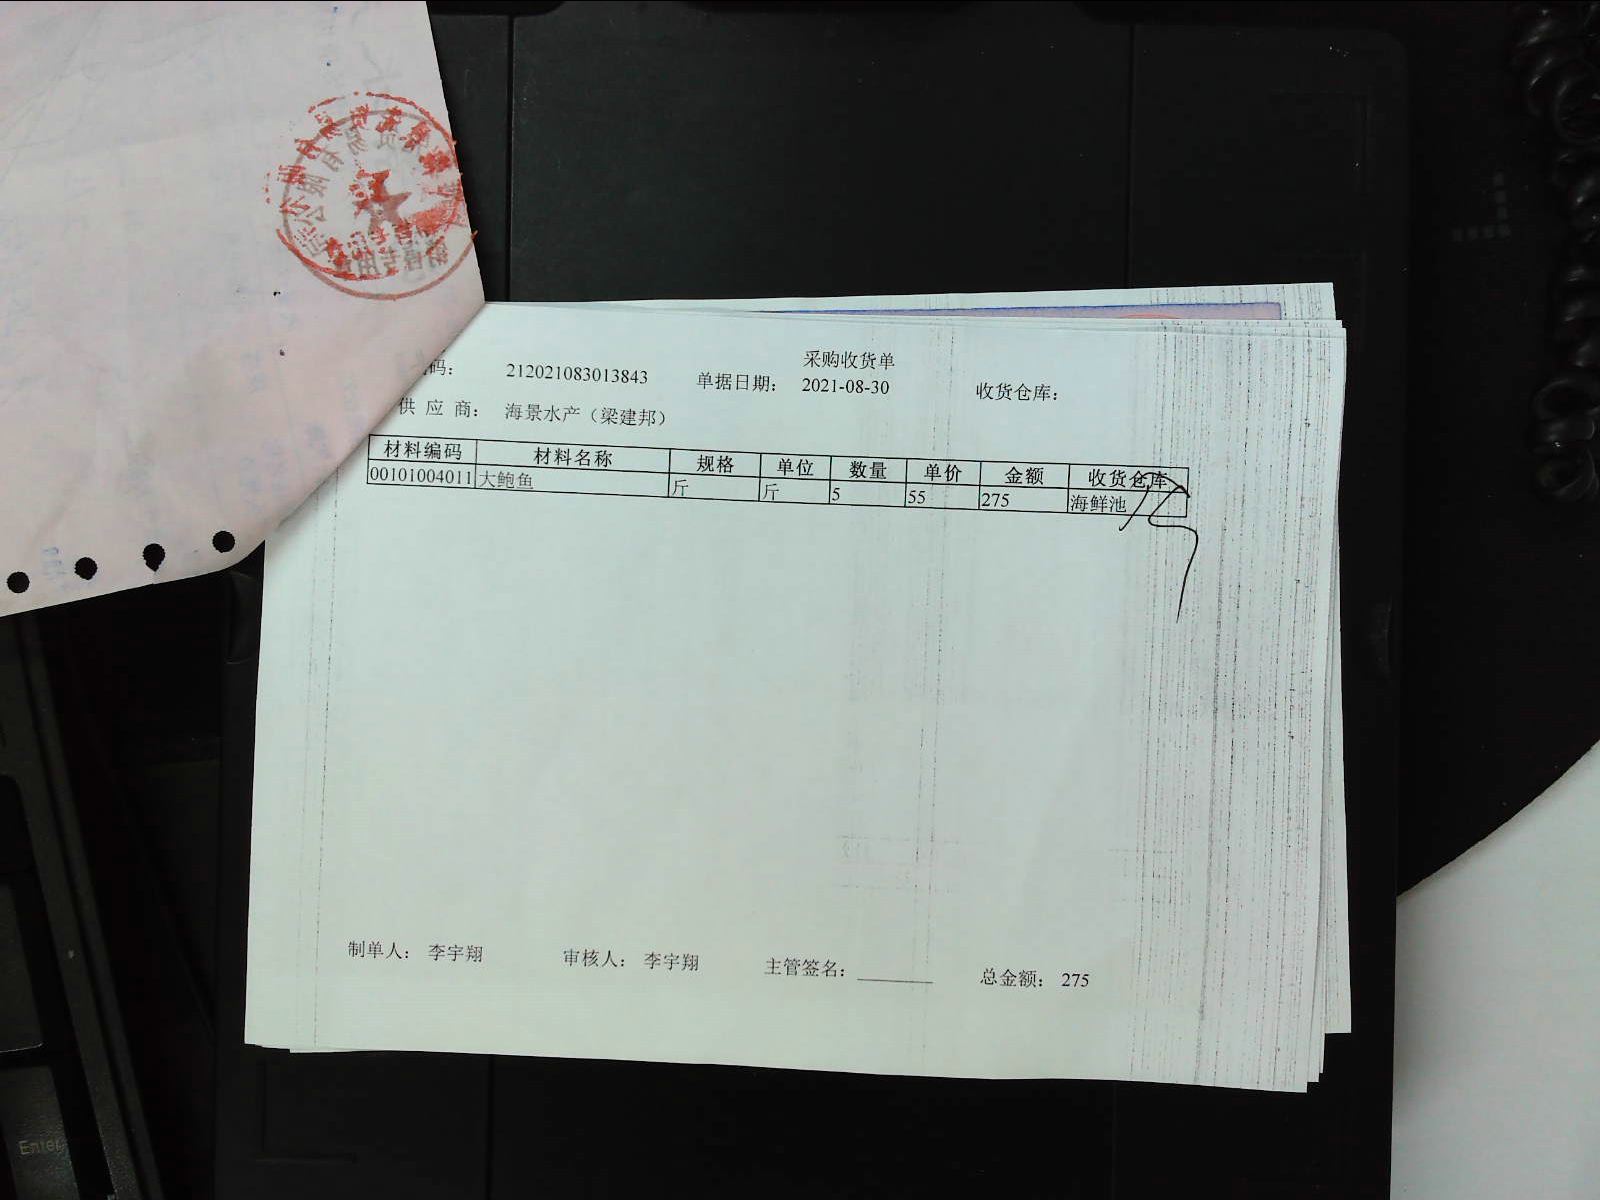 采购收货单
码： 212021083013843 单据日期： 2021-08-30 收货仓库：
供 应 商： 海景水产（梁建邦）
材料编码 材料名称 规格 单位 数量 单价 金额 收货仓库
00101004011 大鲍鱼 斤 斤 5 55 275 海鲜池
制单人： 李宇翔 审核人： 李宇翔 主管签名： 总金额： 275
Enter